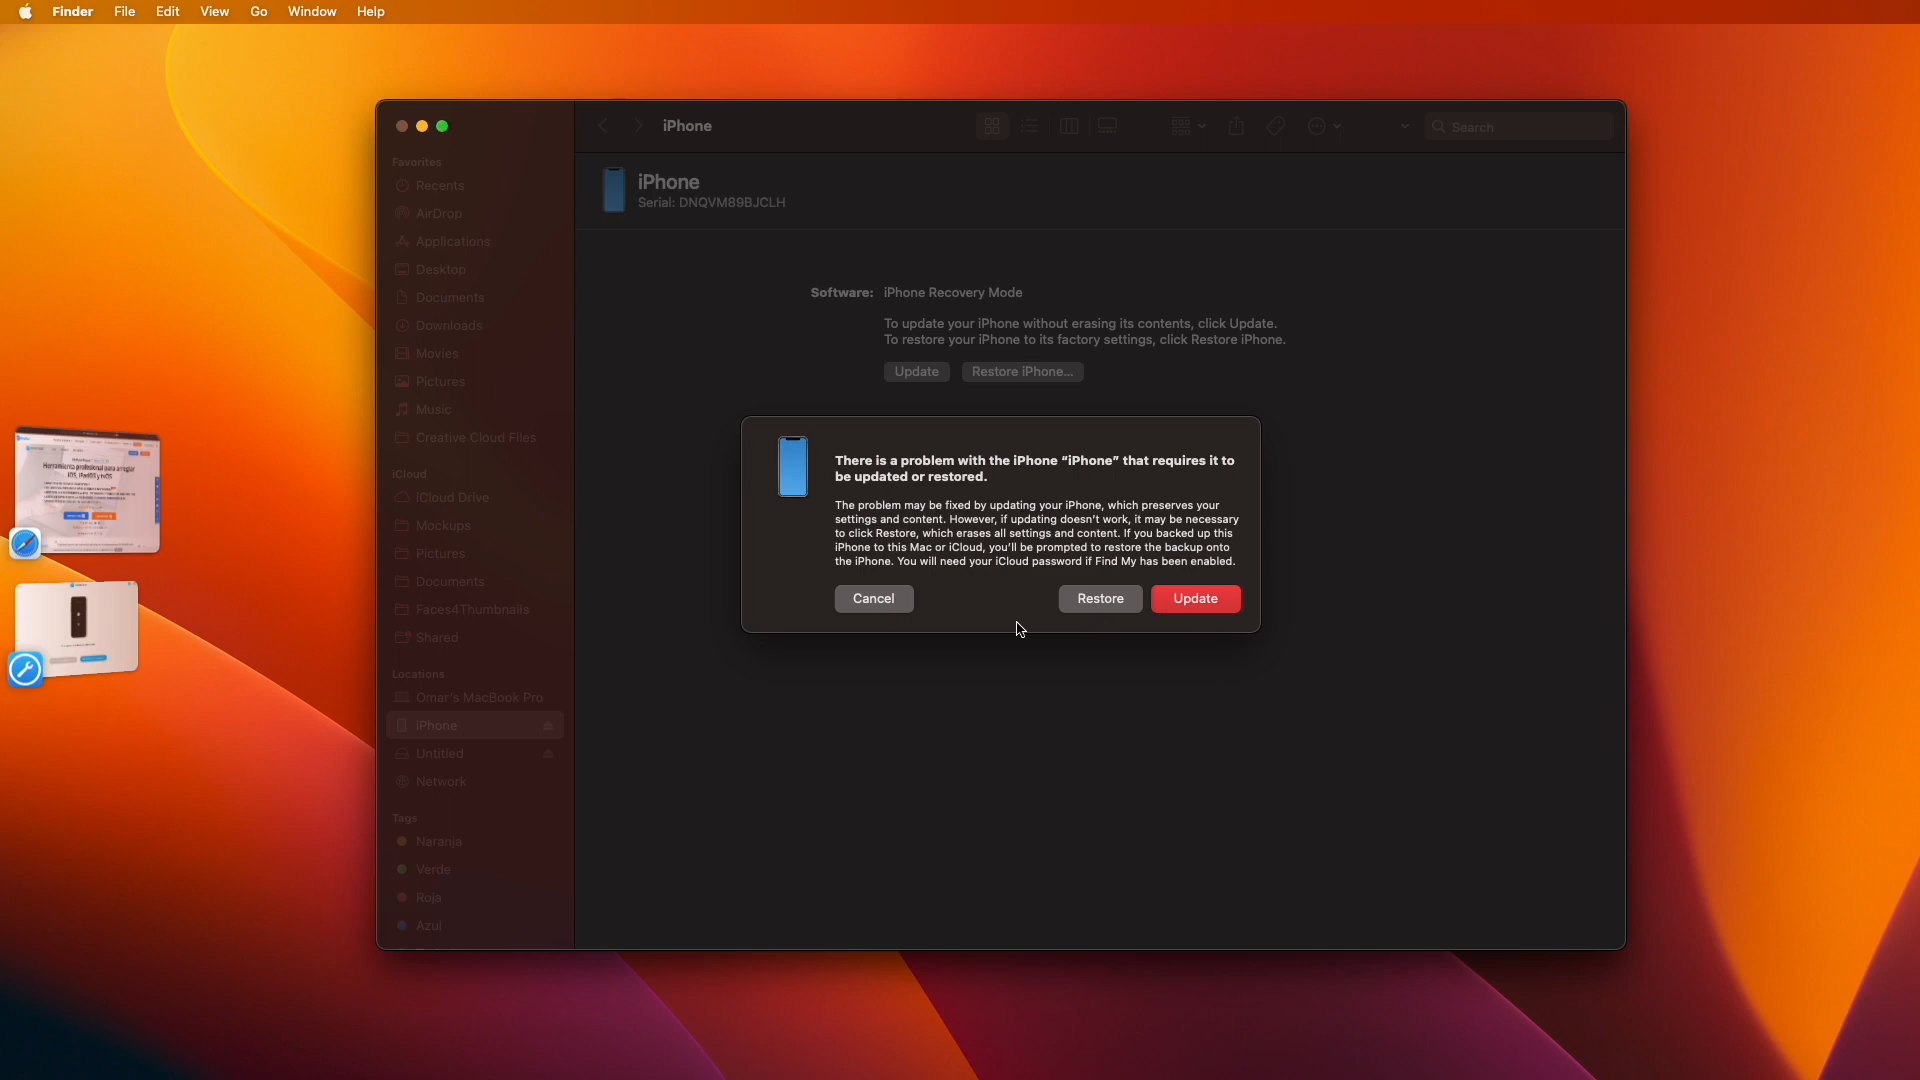 Finder File Edit View Go Window Help
iPhone
Search
Favorites
Recents
AirDrop
Applications
Desktop
Documents
Downloads
Movies
Pictures
Music
Creative Cloud Files
iCloud
iCloud Drive
Mockups
Pictures
Documents
Faces4Thumbnails
Shared
Locations
Omar's MacBook Pro
iPhone
Untitled
Network
Tags
Naranja
Verde
Roja
Azul
iPhone
Serial: DNQVM89BJCLH
Software: iPhone Recovery Mode
To update your iPhone without erasing its contents, click Update.
To restore your iPhone to its factory settings, click Restore iPhone.
Update Restore iPhone...
There is a problem with the iPhone “iPhone” that requires it to
be updated or restored.
The problem may be fixed by updating your iPhone, which preserves your
settings and content. However, if updating doesn’t work, it may be necessary
to click Restore, which erases all settings and content. If you backed up this
iPhone to this Mac or iCloud, you’ll be prompted to restore the backup onto
the iPhone. You will need your iCloud password if Find My has been enabled.
Cancel Restore Update
Herramienta profesional para arreglar
iOS, iPadOS y tvOS